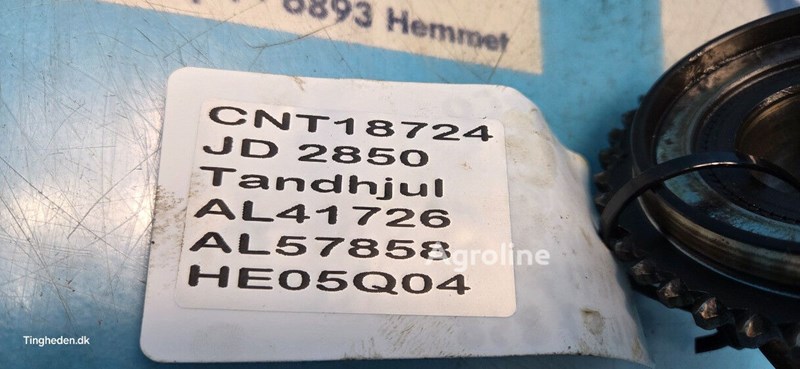 6893 Hemmet
CNT18724
JD 2850
Tandhjul
AL41726
AL57858
HE05Q04
Agroline
Tingheden.dk